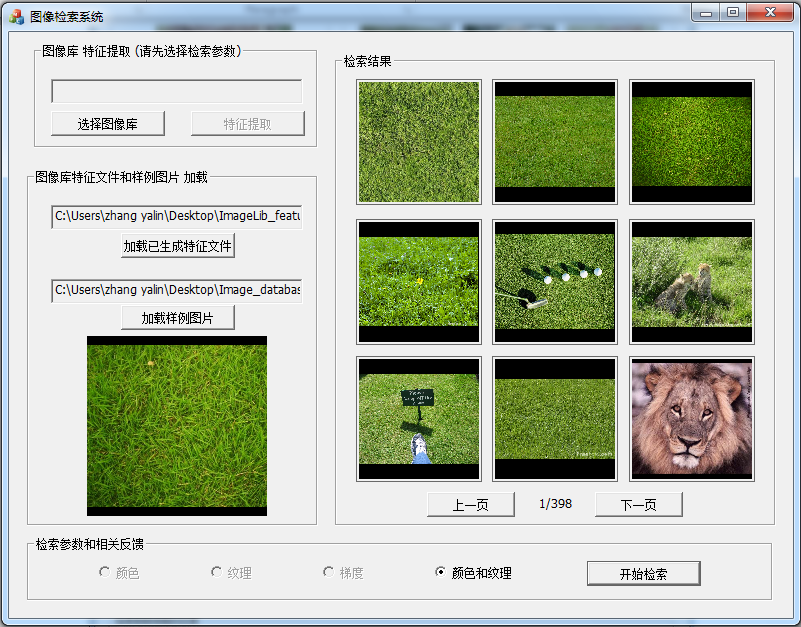 图像检索系统
图像库 特征提取 (请先选择检索参数)
选择图像库
特征提取
图像库特征文件和样例图片 加载
C:\Users\zhang yalin\Desktop\ImageLib_featu
加载已生成特征文件
C:\Users\zhang yalin\Desktop\Image_databas
加载样例图片
检索结果
上一页
1/398
下一页
检索参数和相关反馈
颜色
纹理
梯度
颜色和纹理
开始检索